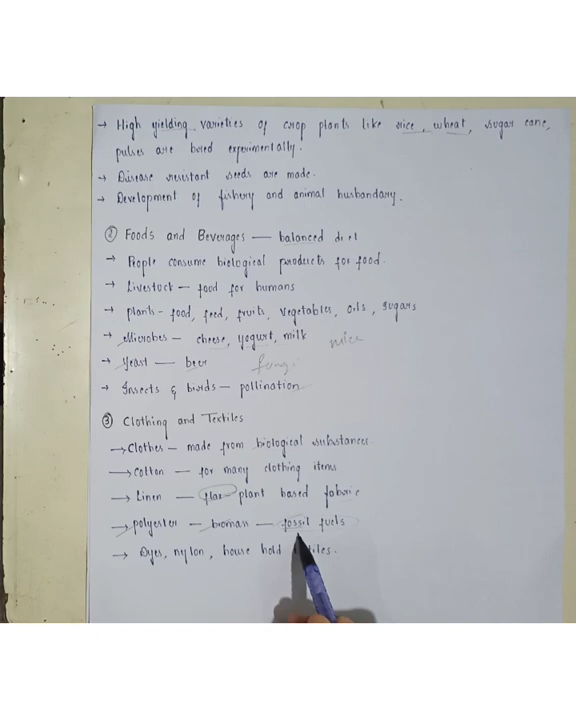 → High yielding varieties of crop plants like rice, wheat, sugar cane,
pulses are bored experimentally.
→ Disease resistant seeds are made.
→ Development of fishery and animal husbandary.
② Foods and Beverages — balanced diet
→ People consume biological products for food.
→ Livestock — food for humans
→ plants - food, feed, fruits, vegetables, oils, sugars
→ Microbes - cheese, yogurt, milk
→ Yeast — beer fungi
→ Insects & birds — pollination
③ Clothing and Textiles
→ Clothes - made from biological substances
→ cotton — for many clothing items
→ Linen — flax plant based fabric
→ polyester - biomass — fossil fuels
→ Dyes, nylon, house hold